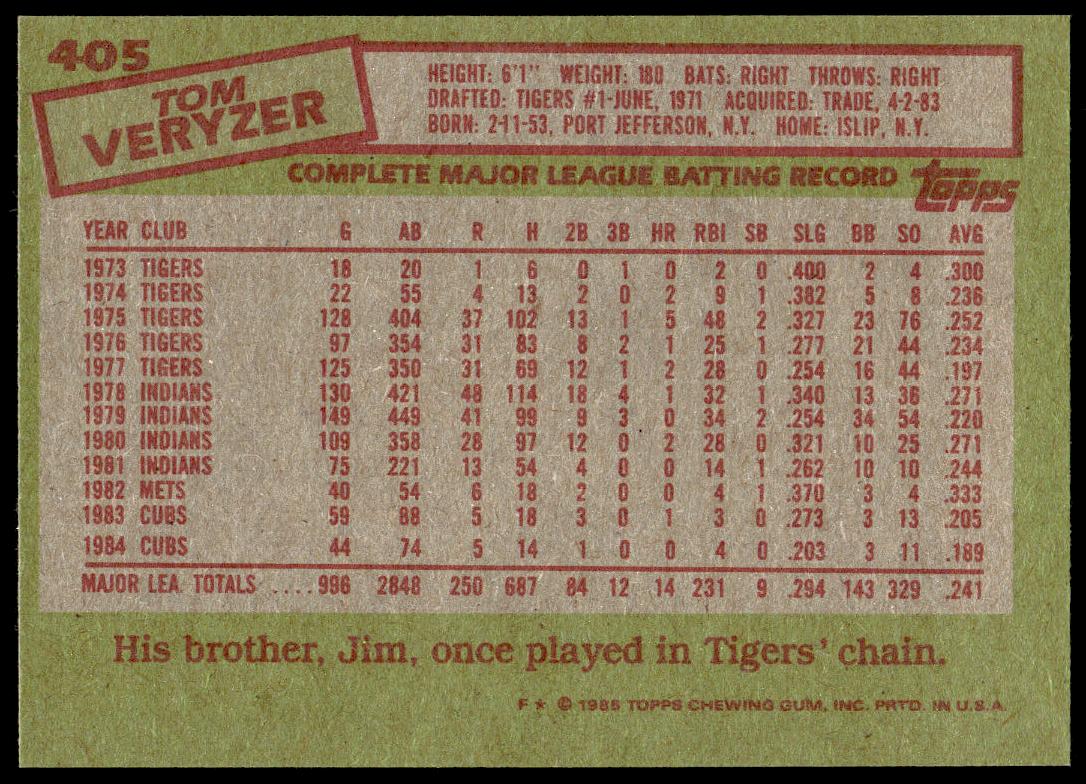 405
TOM
VERYZER
HEIGHT: 6'1" WEIGHT: 180 BATS: RIGHT THROWS: RIGHT
DRAFTED: TIGERS #1-JUNE, 1971 ACQUIRED: TRADE, 4-2-83
BORN: 2-11-53, PORT JEFFERSON, N.Y. HOME: ISLIP, N.Y.
COMPLETE MAJOR LEAGUE BATTING RECORD topps
YEAR CLUB G AB R H 2B 3B HR RBI SB SLG BB SO AVG
1973 TIGERS 18 20 1 6 0 1 0 2 0 .400 2 4 .300
1974 TIGERS 22 55 4 13 2 0 2 9 1 .382 5 8 .236
1975 TIGERS 128 404 37 102 13 1 5 48 2 .327 23 76 .252
1976 TIGERS 97 354 31 83 8 2 1 25 1 .277 21 44 .234
1977 TIGERS 125 350 31 69 12 1 2 28 0 .254 16 44 .197
1978 INDIANS 130 421 48 114 18 4 1 32 1 .340 13 36 .271
1979 INDIANS 149 449 41 99 9 3 0 34 2 .254 34 54 .220
1980 INDIANS 109 358 28 97 12 0 2 28 0 .321 10 25 .271
1981 INDIANS 75 221 13 54 4 0 0 14 1 .262 10 10 .244
1982 METS 40 54 6 18 2 0 0 4 1 .370 3 4 .333
1983 CUBS 59 88 5 18 3 0 1 3 0 .273 3 13 .205
1984 CUBS 44 74 5 14 1 0 0 4 0 .203 3 11 .189
MAJOR LEA. TOTALS ....996 2848 250 687 84 12 14 231 9 .294 143 329 .241
His brother, Jim, once played in Tigers' chain.
F ★ © 1985 TOPPS CHEWING GUM, INC. PRTD. IN U.S.A.